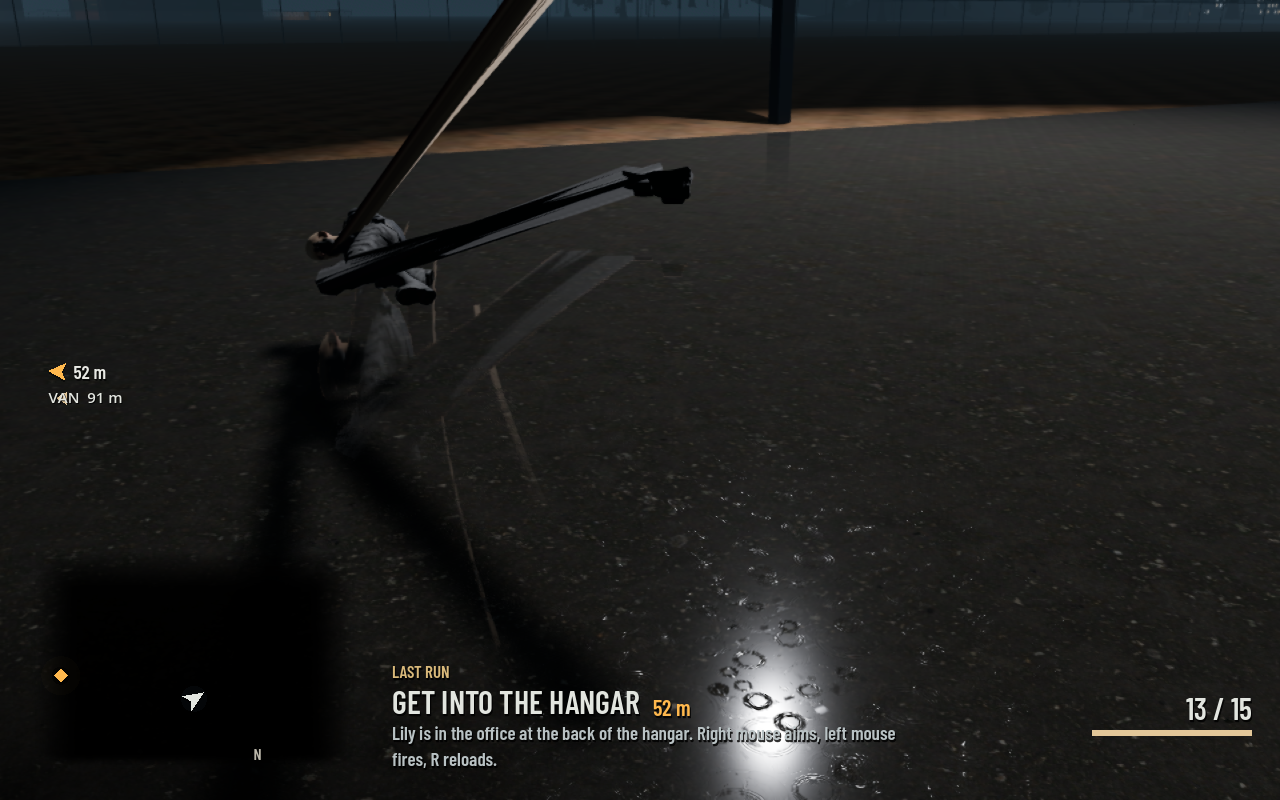 52 m
VAN 91 m
LAST RUN
GET INTO THE HANGAR 52 m
Lily is in the office at the back of the hangar. Right mouse aims, left mouse
fires, R reloads.
13 / 15
N